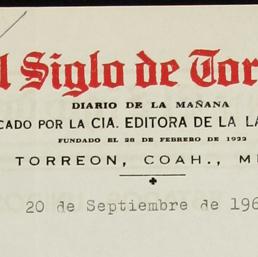 l Siglo de Tor
DIARIO DE LA MAÑANA
CADO POR LA CIA. EDITORA DE LA LA
FUNDADO EL 28 DE FEBRERO DE 1922
TORREON, COAH., M
20 de Septiembre de 196